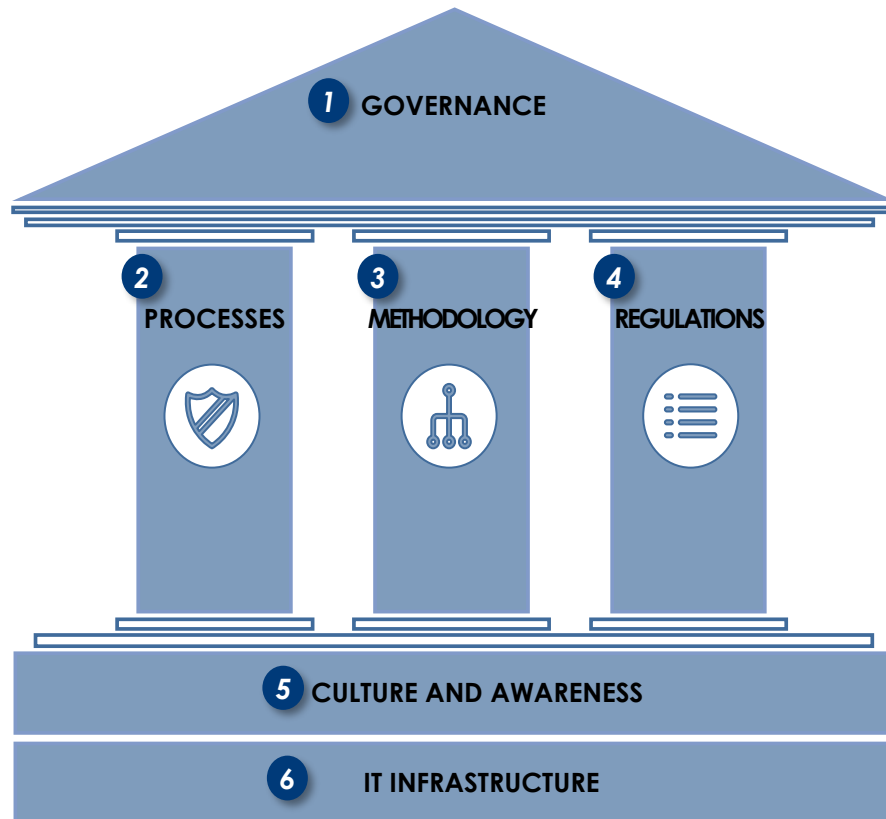 1 GOVERNANCE
2
PROCESSES
3
METHODOLOGY
4
REGULATIONS
5 CULTURE AND AWARENESS
6 IT INFRASTRUCTURE